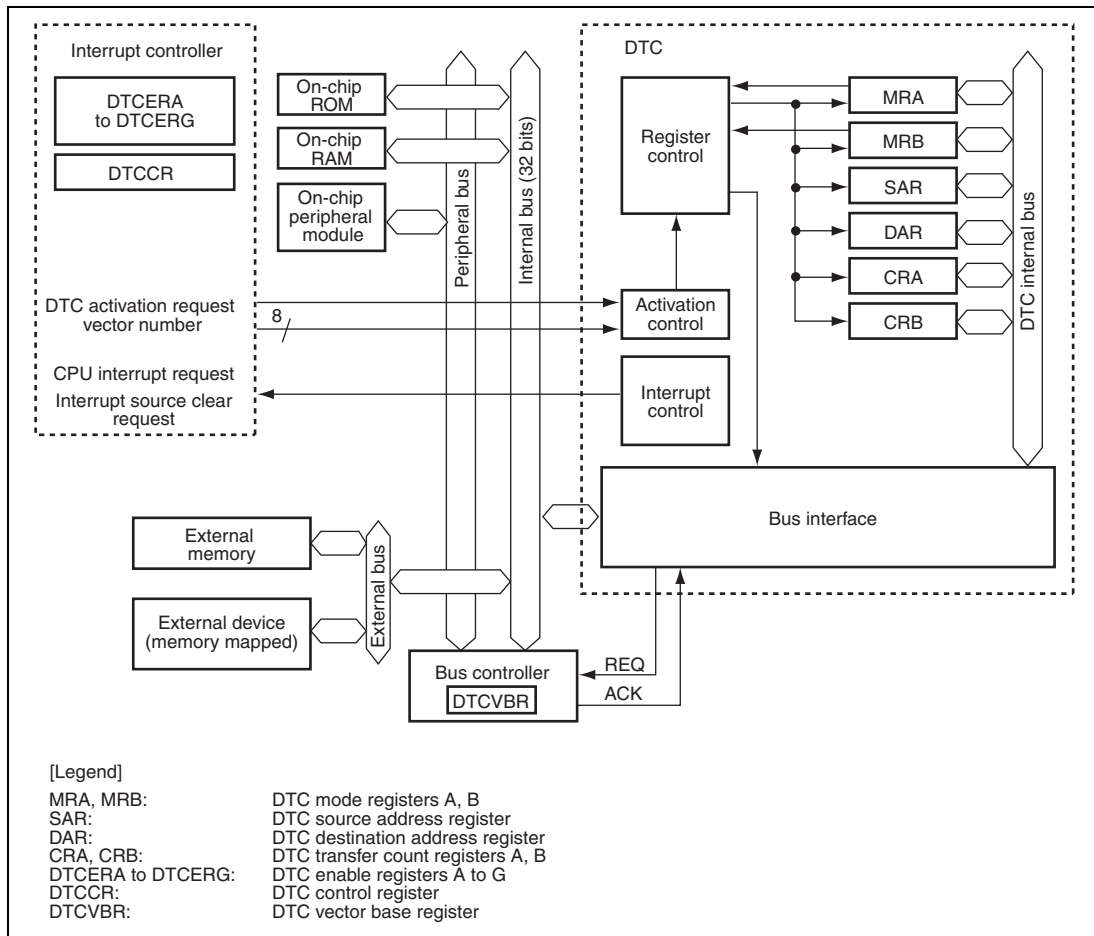 Interrupt controller
DTCERA
to DTCERG
DTCCR
DTC activation request
vector number
8
CPU interrupt request
Interrupt source clear
request
On-chip
ROM
On-chip
RAM
On-chip
peripheral
module
Peripheral bus
Internal bus (32 bits)
External
memory
External device
(memory mapped)
External bus
Bus controller
DTCVBR
REQ
ACK
DTC
Register
control
Activation
control
Interrupt
control
MRA
MRB
SAR
DAR
CRA
CRB
DTC internal bus
Bus interface
[Legend]
MRA, MRB: DTC mode registers A, B
SAR: DTC source address register
DAR: DTC destination address register
CRA, CRB: DTC transfer count registers A, B
DTCERA to DTCERG: DTC enable registers A to G
DTCCR: DTC control register
DTCVBR: DTC vector base register